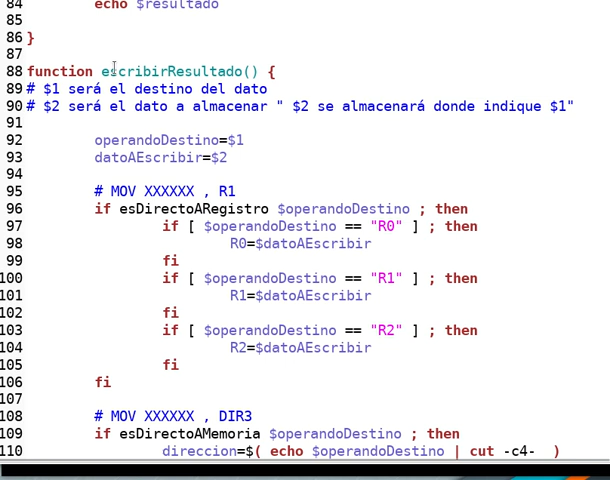 84 echo $resultado
85
86 }
87
88 function escribirResultado() {
89 # $1 será el destino del dato
90 # $2 será el dato a almacenar " $2 se almacenará donde indique $1"
91
92 operandoDestino=$1
93 datoAEscribir=$2
94
95 # MOV XXXXXX , R1
96 if esDirectoARegistro $operandoDestino ; then
97 if [ $operandoDestino == "R0" ] ; then
98 R0=$datoAEscribir
99 fi
100 if [ $operandoDestino == "R1" ] ; then
101 R1=$datoAEscribir
102 fi
103 if [ $operandoDestino == "R2" ] ; then
104 R2=$datoAEscribir
105 fi
106 fi
107
108 # MOV XXXXXX , DIR3
109 if esDirectoAMemoria $operandoDestino ; then
110 direccion=$( echo $operandoDestino | cut -c4- )